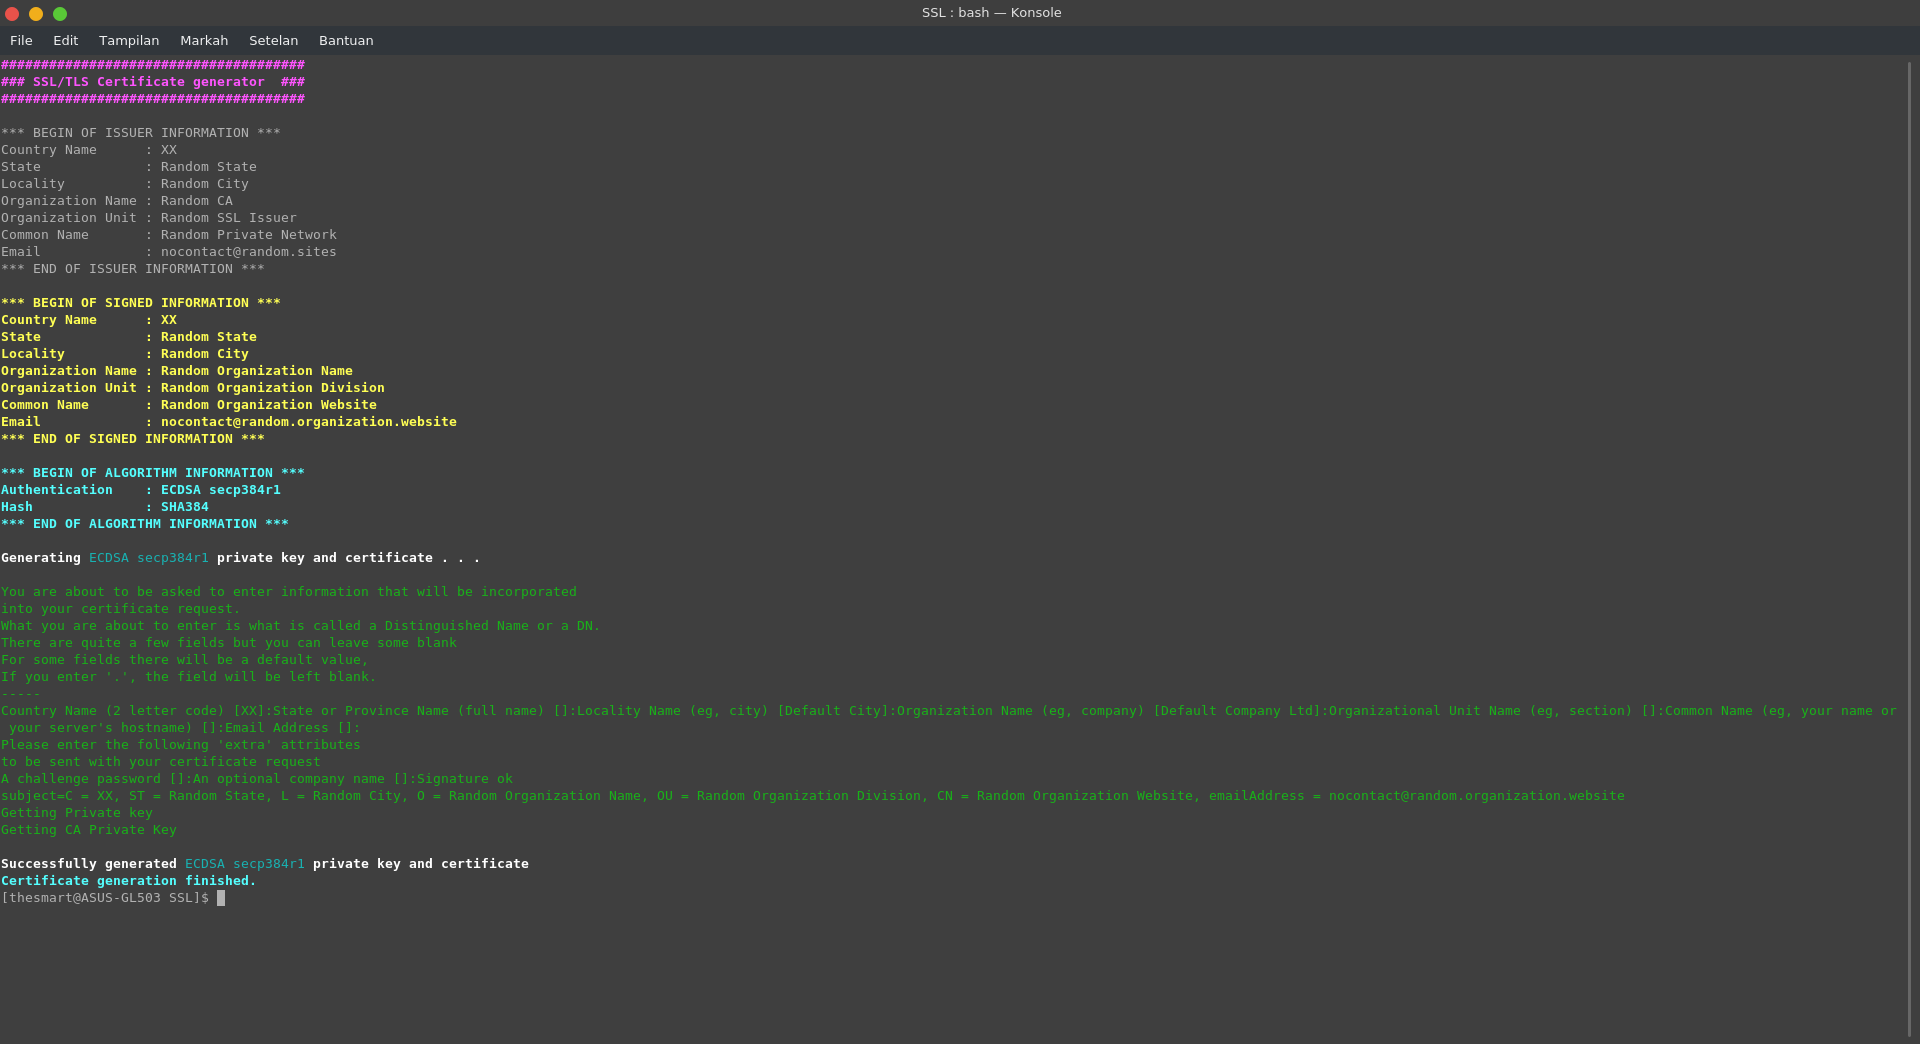 SSL : bash — Konsole
File Edit Tampilan Markah Setelan Bantuan
######################################
### SSL/TLS Certificate generator  ###
######################################
*** BEGIN OF ISSUER INFORMATION ***
Country Name      : XX
State             : Random State
Locality          : Random City
Organization Name : Random CA
Organization Unit : Random SSL Issuer
Common Name       : Random Private Network
Email             : nocontact@random.sites
*** END OF ISSUER INFORMATION ***
*** BEGIN OF SIGNED INFORMATION ***
Country Name      : XX
State             : Random State
Locality          : Random City
Organization Name : Random Organization Name
Organization Unit : Random Organization Division
Common Name       : Random Organization Website
Email             : nocontact@random.organization.website
*** END OF SIGNED INFORMATION ***
*** BEGIN OF ALGORITHM INFORMATION ***
Authentication    : ECDSA secp384r1
Hash              : SHA384
*** END OF ALGORITHM INFORMATION ***
Generating ECDSA secp384r1 private key and certificate . . .
You are about to be asked to enter information that will be incorporated
into your certificate request.
What you are about to enter is what is called a Distinguished Name or a DN.
There are quite a few fields but you can leave some blank
For some fields there will be a default value,
If you enter '.', the field will be left blank.
-----
Country Name (2 letter code) [XX]:State or Province Name (full name) []:Locality Name (eg, city) [Default City]:Organization Name (eg, company) [Default Company Ltd]:Organizational Unit Name (eg, section) []:Common Name (eg, your name or
 your server's hostname) []:Email Address []:
Please enter the following 'extra' attributes
to be sent with your certificate request
A challenge password []:An optional company name []:Signature ok
subject=C = XX, ST = Random State, L = Random City, O = Random Organization Name, OU = Random Organization Division, CN = Random Organization Website, emailAddress = nocontact@random.organization.website
Getting Private key
Getting CA Private Key
Successfully generated ECDSA secp384r1 private key and certificate
Certificate generation finished.
[thesmart@ASUS-GL503 SSL]$